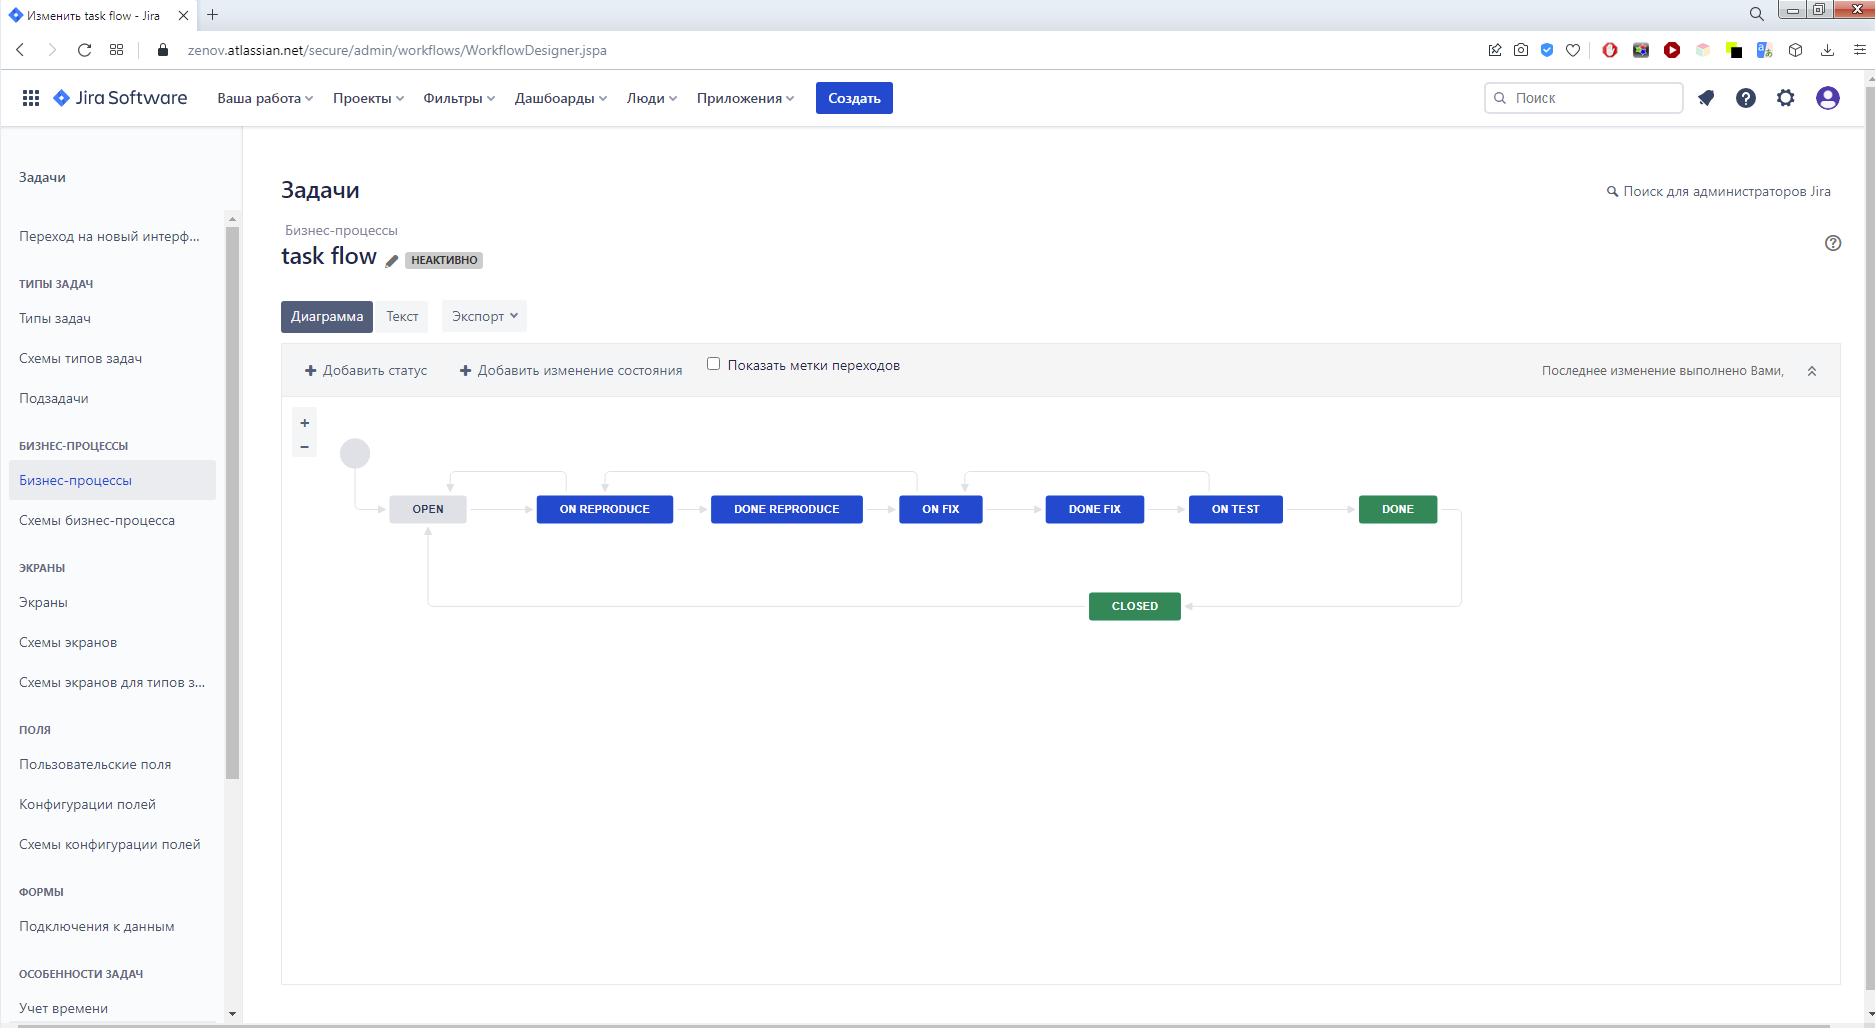 Изменить task flow - Jira
zenov.atlassian.net/secure/admin/workflows/WorkflowDesigner.jspa
Jira Software Ваша работа Проекты Фильтры Дашбоарды Люди Приложения Создать Поиск
Задачи
Переход на новый интерф...
ТИПЫ ЗАДАЧ
Типы задач
Схемы типов задач
Подзадачи
БИЗНЕС-ПРОЦЕССЫ
Бизнес-процессы
Схемы бизнес-процесса
ЭКРАНЫ
Экраны
Схемы экранов
Схемы экранов для типов з...
ПОЛЯ
Пользовательские поля
Конфигурации полей
Схемы конфигурации полей
ФОРМЫ
Подключения к данным
ОСОБЕННОСТИ ЗАДАЧ
Учет времени
Задачи
Поиск для администраторов Jira
Бизнес-процессы
task flow НЕАКТИВНО
Диаграмма Текст Экспорт
+ Добавить статус + Добавить изменение состояния Показать метки переходов Последнее изменение выполнено Вами,
+
−
OPEN ON REPRODUCE DONE REPRODUCE ON FIX DONE FIX ON TEST DONE
CLOSED